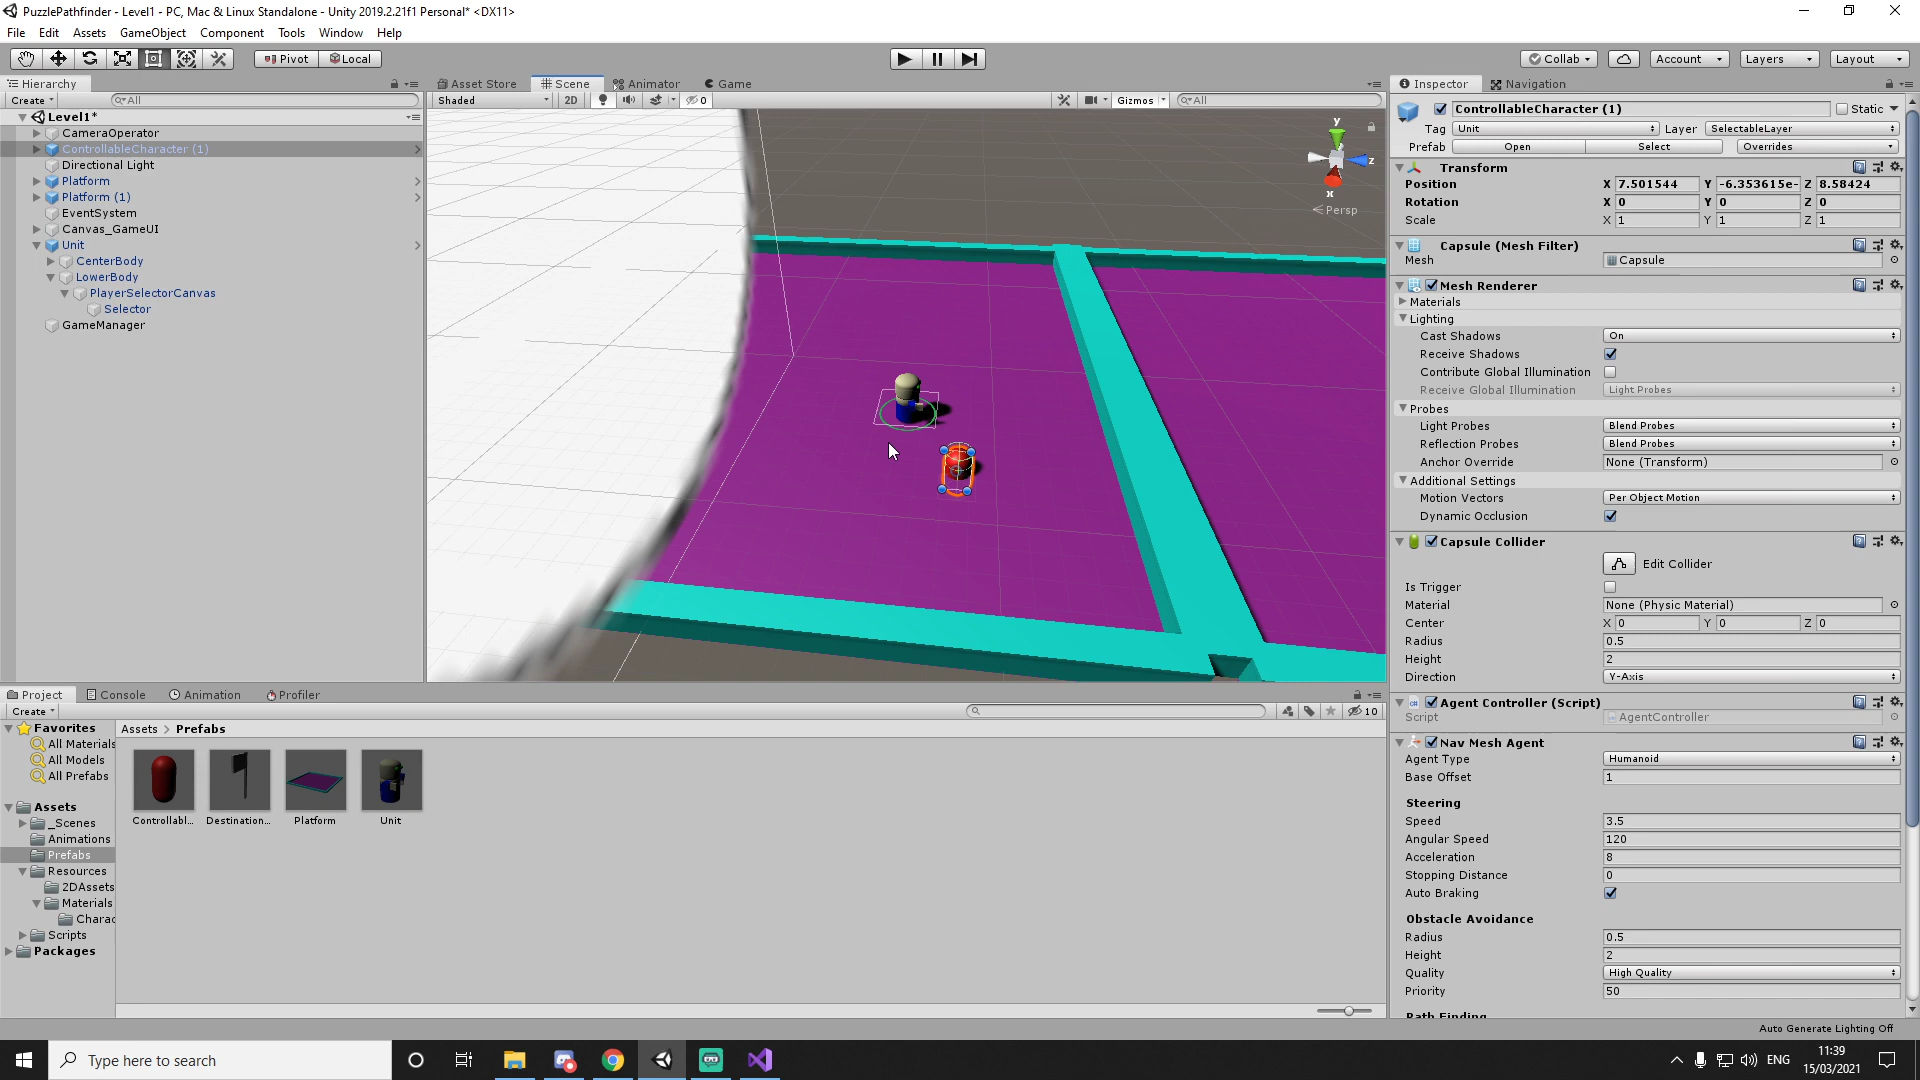 PuzzlePathfinder - Level1 - PC, Mac & Linux Standalone - Unity 2019.2.21f1 Personal* <DX11>
File Edit Assets GameObject Component Tools Window Help
Pivot Local Collab Account Layers Layout
Hierarchy
Create All
Level1*
CameraOperator
ControllableCharacter (1)
Directional Light
Platform
Platform (1)
EventSystem
Canvas_GameUI
Unit
CenterBody
LowerBody
PlayerSelectorCanvas
Selector
GameManager
Asset Store Scene Animator Game
Shaded 2D 0 Gizmos All
y
z
x
Persp
Inspector Navigation
ControllableCharacter (1) Static
Tag Unit Layer SelectableLayer
Prefab Open Select Overrides
Transform
Position X 7.501544 Y -6.353615e- Z 8.58424
Rotation X 0 Y 0 Z 0
Scale X 1 Y 1 Z 1
Capsule (Mesh Filter)
Mesh Capsule
Mesh Renderer
Materials
Lighting
Cast Shadows On
Receive Shadows
Contribute Global Illumination
Receive Global Illumination Light Probes
Probes
Light Probes Blend Probes
Reflection Probes Blend Probes
Anchor Override None (Transform)
Additional Settings
Motion Vectors Per Object Motion
Dynamic Occlusion
Capsule Collider
Edit Collider
Is Trigger
Material None (Physic Material)
Center X 0 Y 0 Z 0
Radius 0.5
Height 2
Direction Y-Axis
Agent Controller (Script)
Script AgentController
Nav Mesh Agent
Agent Type Humanoid
Base Offset 1
Steering
Speed 3.5
Angular Speed 120
Acceleration 8
Stopping Distance 0
Auto Braking
Obstacle Avoidance
Radius 0.5
Height 2
Quality High Quality
Priority 50
Path Finding
Auto Generate Lighting Off
Project Console Animation Profiler
Create 10
Favorites
All Materials
All Models
All Prefabs
Assets
_Scenes
Animations
Prefabs
Resources
2DAssets
Materials
Charac
Scripts
Packages
Assets > Prefabs
Controllabl... Destination... Platform Unit
Type here to search
ENG
11:39
15/03/2021